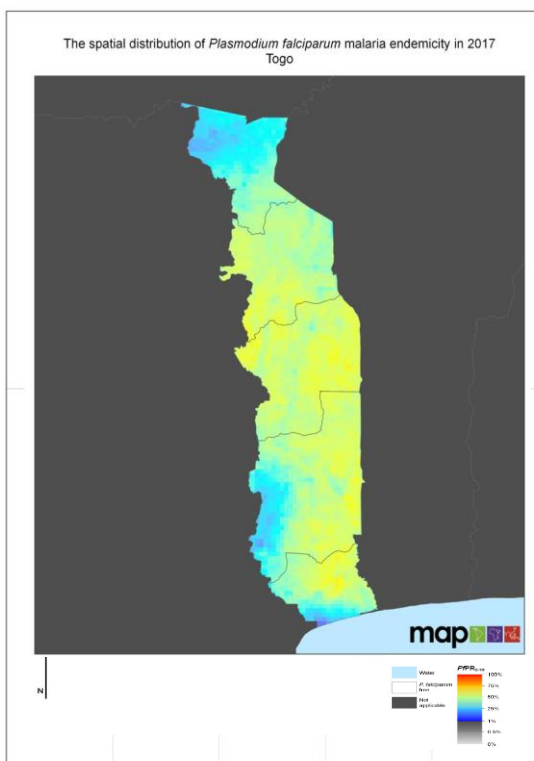 The spatial distribution of Plasmodium falciparum malaria endemicity in 2017
Togo
map
N
Water
P. falciparum
free
Not
applicable
PfPR2-10
100%
75%
50%
25%
1%
0.5%
0%